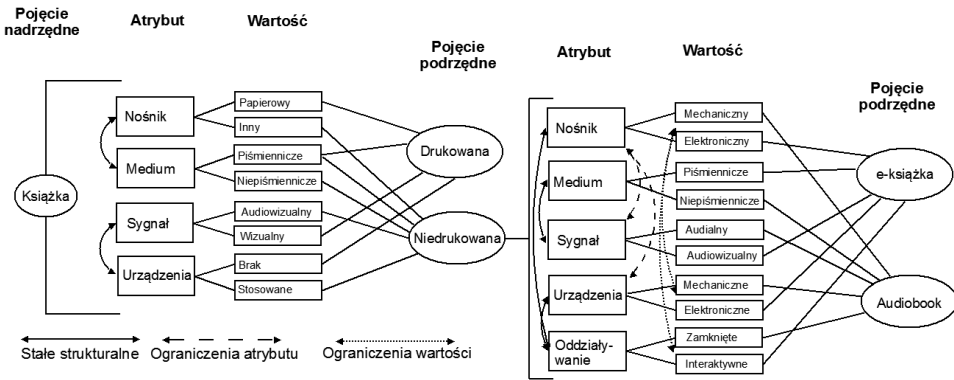 Pojęcie
nadrzędne
Atrybut
Wartość
Pojęcie
podrzędne
Atrybut
Wartość
Pojęcie
podrzędne
Książka
Nośnik
Medium
Sygnał
Urządzenia
Papierowy
Inny
Piśmiennicze
Niepiśmiennicze
Audiowizualny
Wizualny
Brak
Stosowane
Drukowana
Niedrukowana
Nośnik
Medium
Sygnał
Urządzenia
Oddziały-
wanie
Mechaniczny
Elektroniczny
Piśmiennicze
Niepiśmiennicze
Audialny
Audiowizualny
Mechaniczne
Elektroniczne
Zamknięte
Interaktywne
e-książka
Audiobook
Stałe strukturalne
Ograniczenia atrybutu
Ograniczenia wartości